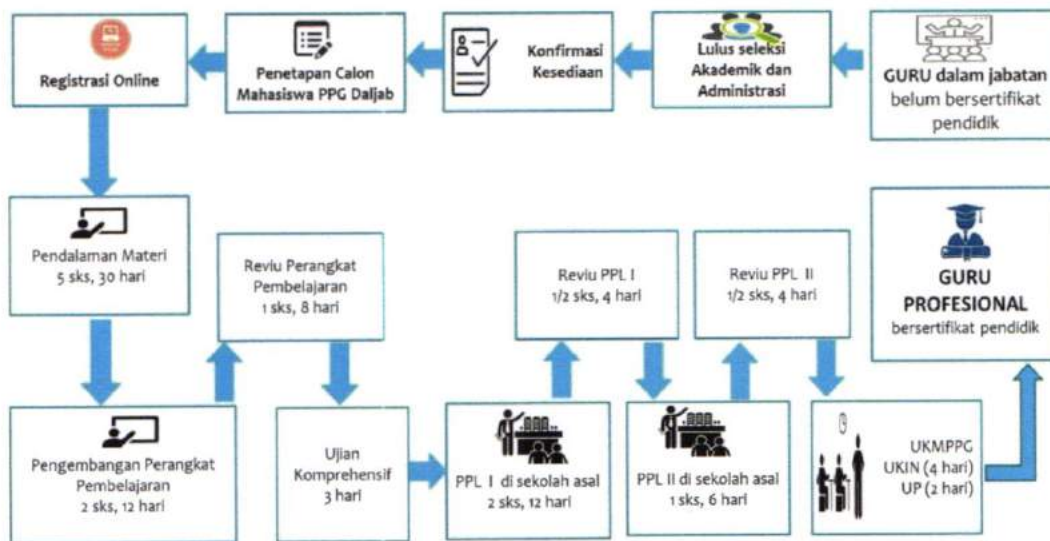 GURU dalam jabatan
belum bersertifikat
pendidik
Lulus seleksi
Akademik dan
Administrasi
Konfirmasi
Kesediaan
Penetapan Calon
Mahasiswa PPG Daljab
Registrasi Online
Pendalaman Materi
5 sks, 30 hari
Pengembangan Perangkat
Pembelajaran
2 sks, 12 hari
Reviu Perangkat
Pembelajaran
1 sks, 8 hari
Ujian
Komprehensif
3 hari
PPL I di sekolah asal
2 sks, 12 hari
Reviu PPL I
1/2 sks, 4 hari
PPL II di sekolah asal
1 sks, 6 hari
Reviu PPL II
1/2 sks, 4 hari
UKMPPG
UKIN (4 hari)
UP (2 hari)
GURU
PROFESIONAL
bersertifikat pendidik